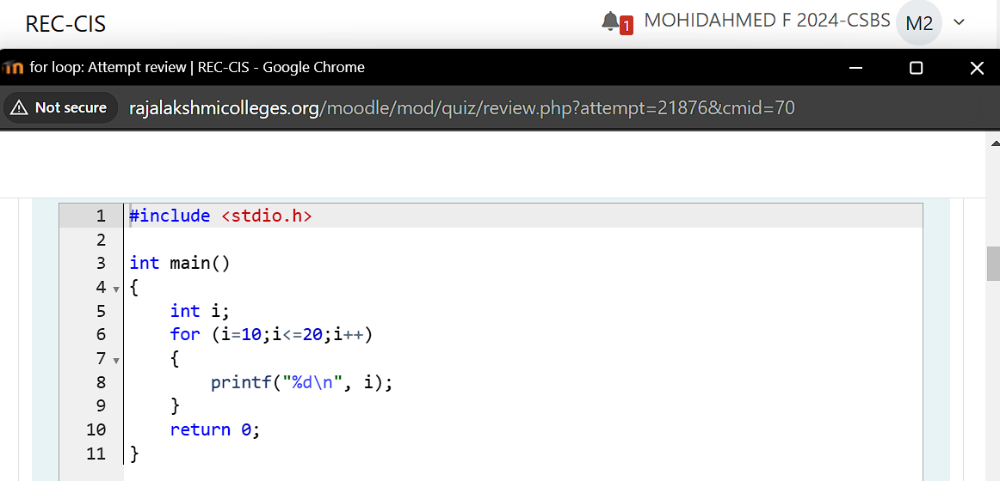 REC-CIS
1 MOHIDAHMED F 2024-CSBS M2
for loop: Attempt review | REC-CIS - Google Chrome
Not secure rajalakshmicolleges.org/moodle/mod/quiz/review.php?attempt=21876&cmid=70
1 #include <stdio.h>
2
3 int main()
4 {
5     int i;
6     for (i=10;i<=20;i++)
7     {
8         printf("%d\n", i);
9     }
10     return 0;
11 }